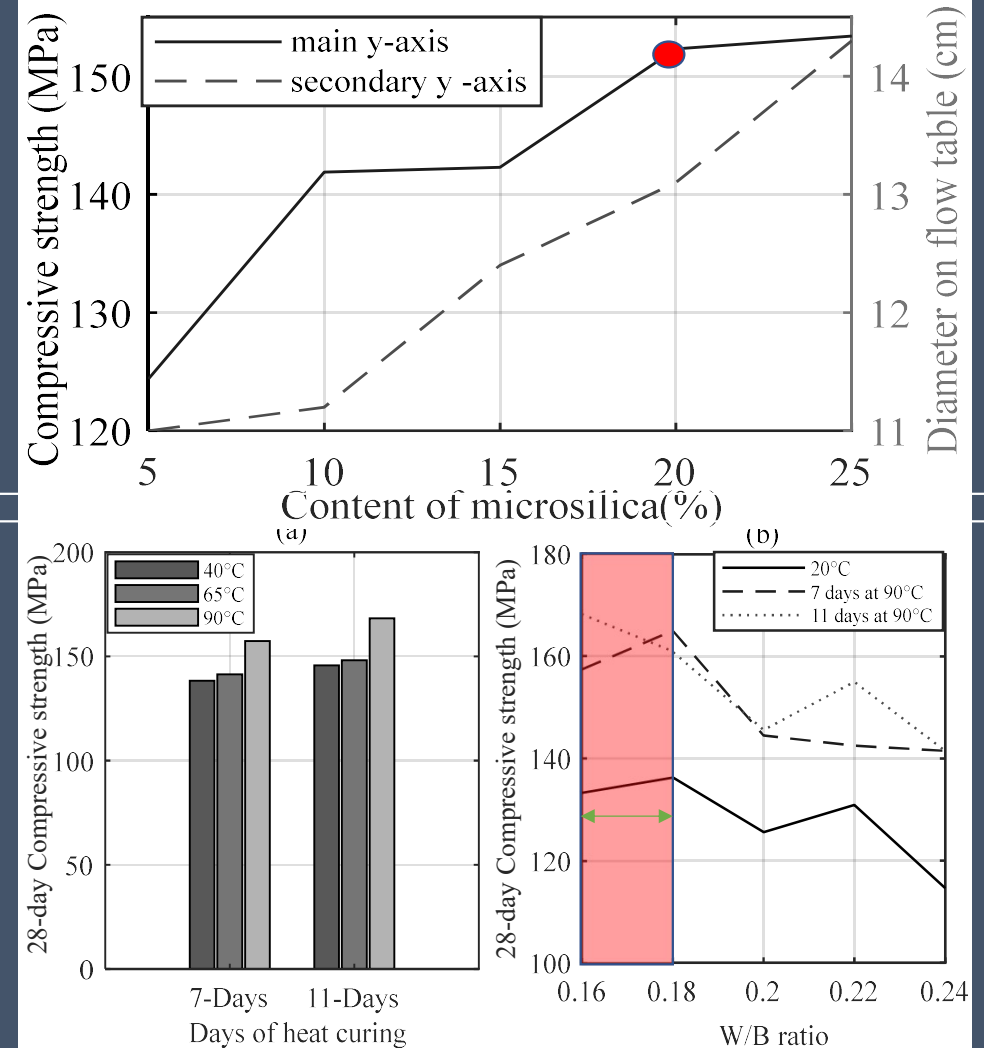 Compressive strength (MPa)
main y-axis
secondary y -axis
150
140
130
120
14
13
12
11
Diameter on flow table (cm)
5 10 15 20 25
Content of microsilica(%)
(a)
28-day Compressive strength (MPa)
200
150
100
50
0
40°C
65°C
90°C
7-Days 11-Days
Days of heat curing
(b)
28-day Compressive strength (MPa)
180
160
140
120
100
20°C
7 days at 90°C
11 days at 90°C
0.16 0.18 0.2 0.22 0.24
W/B ratio